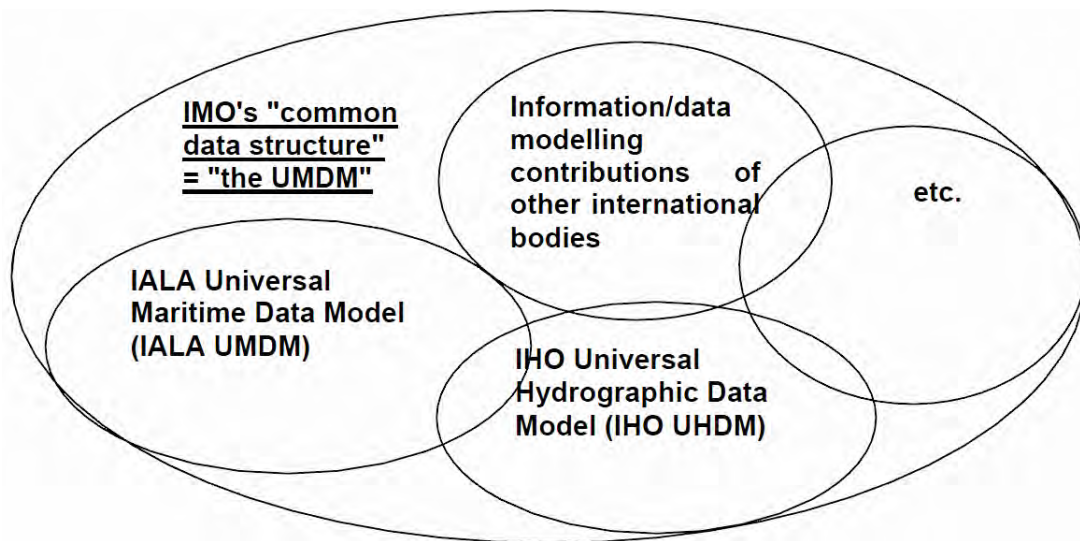 IMO's "common
data structure"
= "the UMDM"
Information/data
modelling
contributions of
other international
bodies
etc.
IALA Universal
Maritime Data Model
(IALA UMDM)
IHO Universal
Hydrographic Data
Model (IHO UHDM)